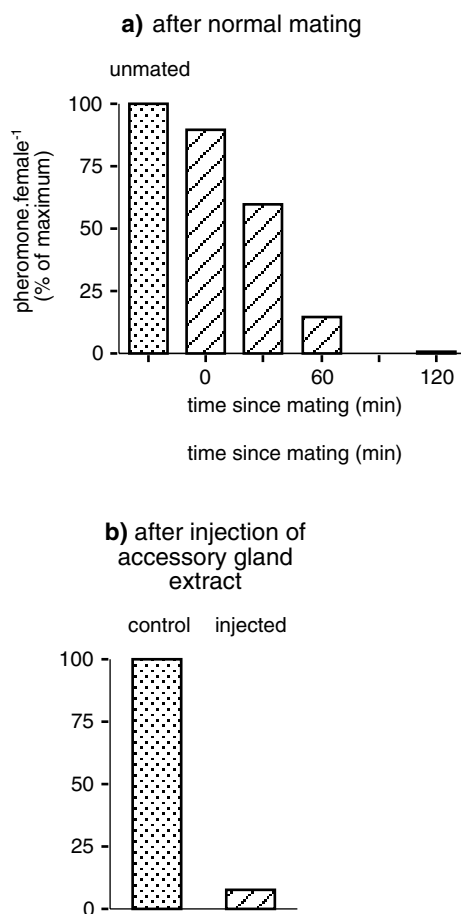 a) after normal mating
unmated
pheromone.female⁻¹
(% of maximum)
100
75
50
25
0
0 60 120
time since mating (min)
time since mating (min)
b) after injection of
accessory gland
extract
control injected
100
75
50
25
0